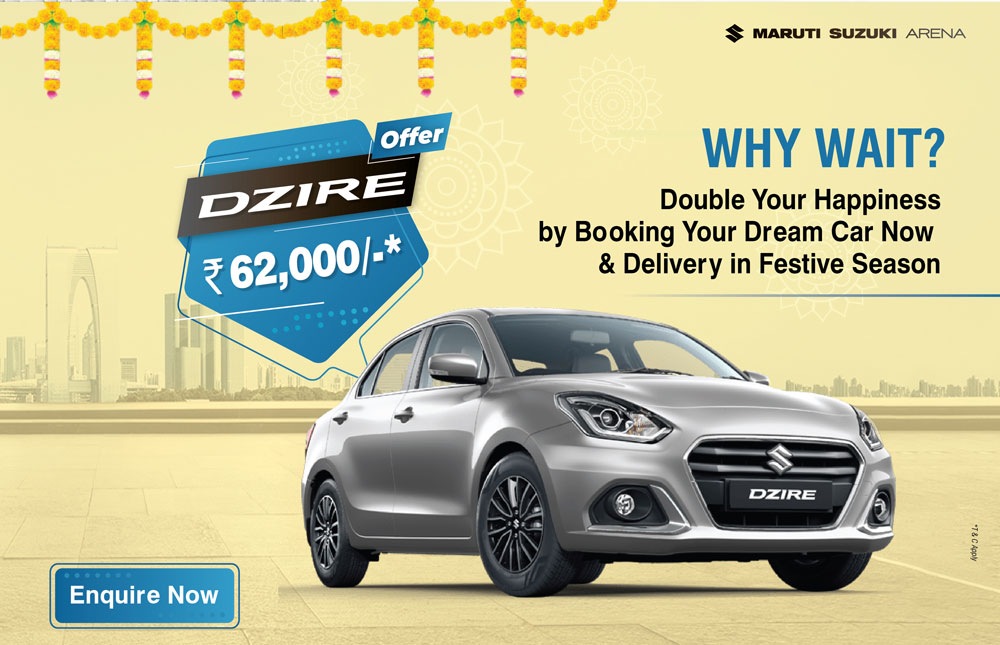 MARUTI SUZUKI ARENA
Offer
DZIRE
₹ 62,000/-*
WHY WAIT?
Double Your Happiness
by Booking Your Dream Car Now
& Delivery in Festive Season
DZIRE
*T & C Apply
Enquire Now